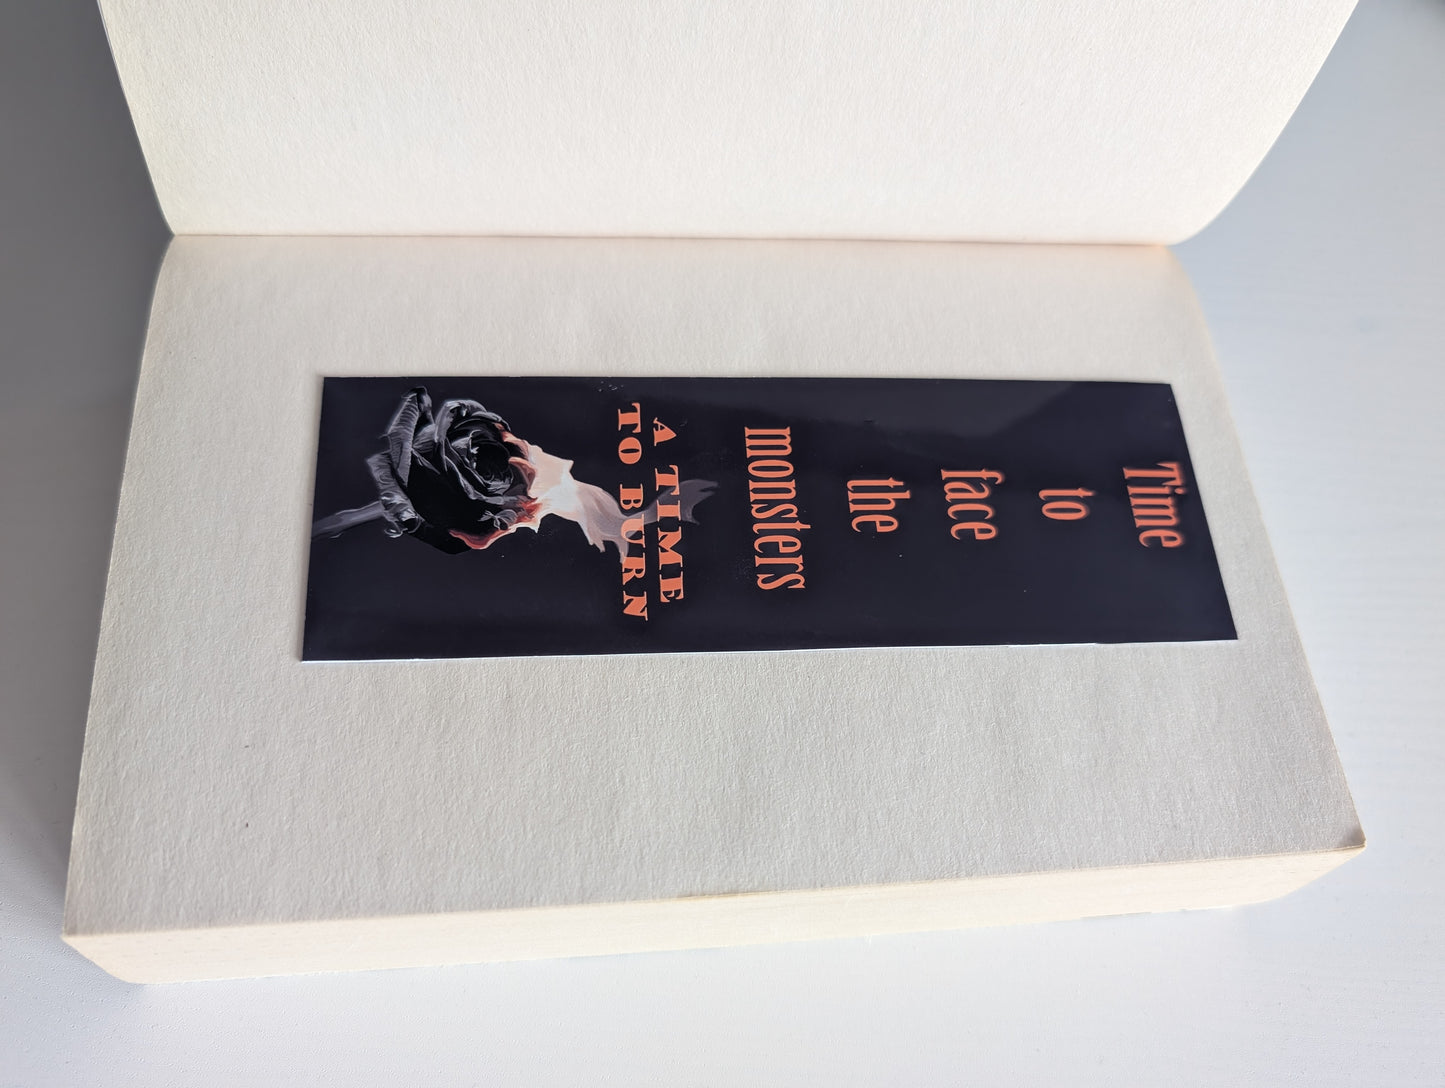 Time
to
face
the
monsters
A TIME
TO BURN